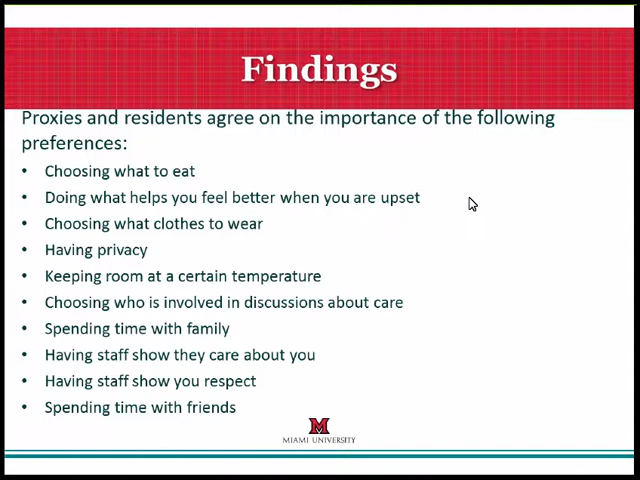 Findings
Proxies and residents agree on the importance of the following
preferences:
• Choosing what to eat
• Doing what helps you feel better when you are upset
• Choosing what clothes to wear
• Having privacy
• Keeping room at a certain temperature
• Choosing who is involved in discussions about care
• Spending time with family
• Having staff show they care about you
• Having staff show you respect
• Spending time with friends
M
MIAMI UNIVERSITY